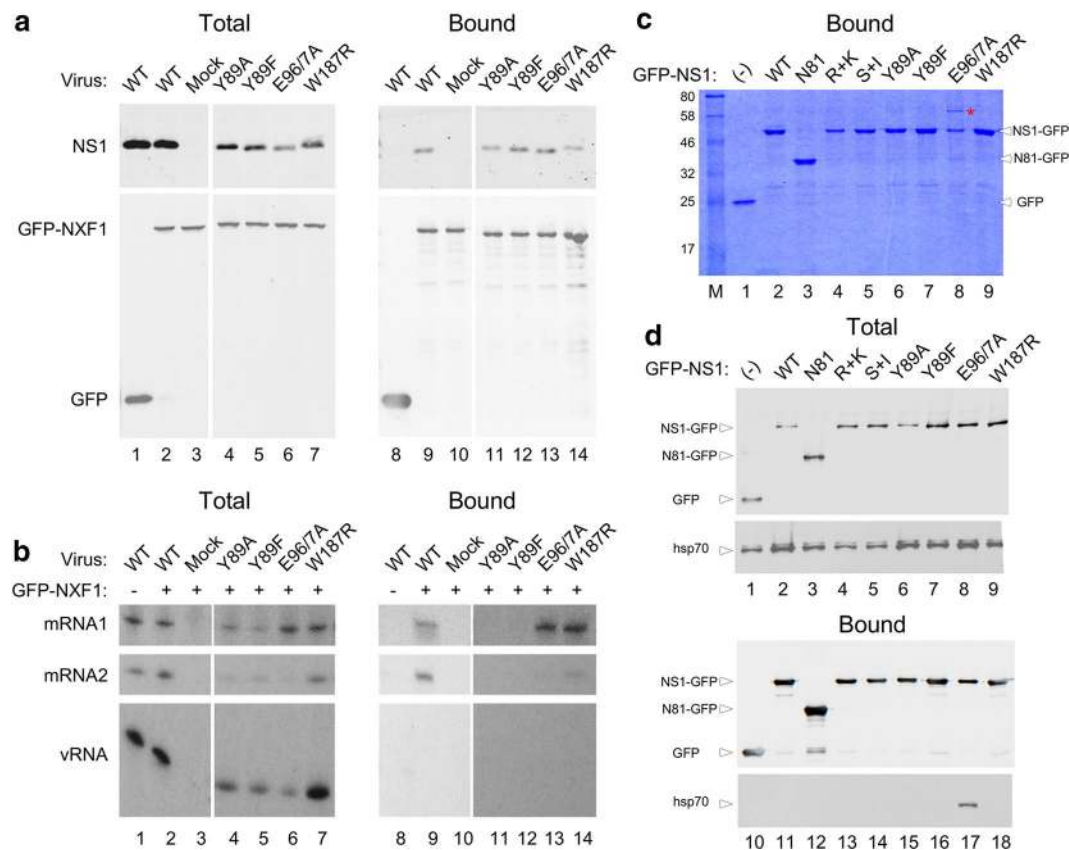 a
Total
Bound
Virus: WT WT Mock Y89A Y89F E96/7A W187R
WT WT Mock Y89A Y89F E96/7A W187R
NS1
GFP-NXF1
GFP
1 2 3 4 5 6 7
8 9 10 11 12 13 14
b
Total
Bound
Virus: WT WT Mock Y89A Y89F E96/7A W187R
WT WT Mock Y89A Y89F E96/7A W187R
GFP-NXF1: - + + + + + +
- + + + + + +
mRNA1
mRNA2
vRNA
1 2 3 4 5 6 7
8 9 10 11 12 13 14
c
Bound
GFP-NS1: (-) WT N81 R+K S+I Y89A Y89F E96/7A W187R
80
58
46
32
25
17
*
NS1-GFP
N81-GFP
GFP
M 1 2 3 4 5 6 7 8 9
d
Total
GFP-NS1: (-) WT N81 R+K S+I Y89A Y89F E96/7A W187R
NS1-GFP
N81-GFP
GFP
hsp70
1 2 3 4 5 6 7 8 9
Bound
NS1-GFP
N81-GFP
GFP
hsp70
10 11 12 13 14 15 16 17 18